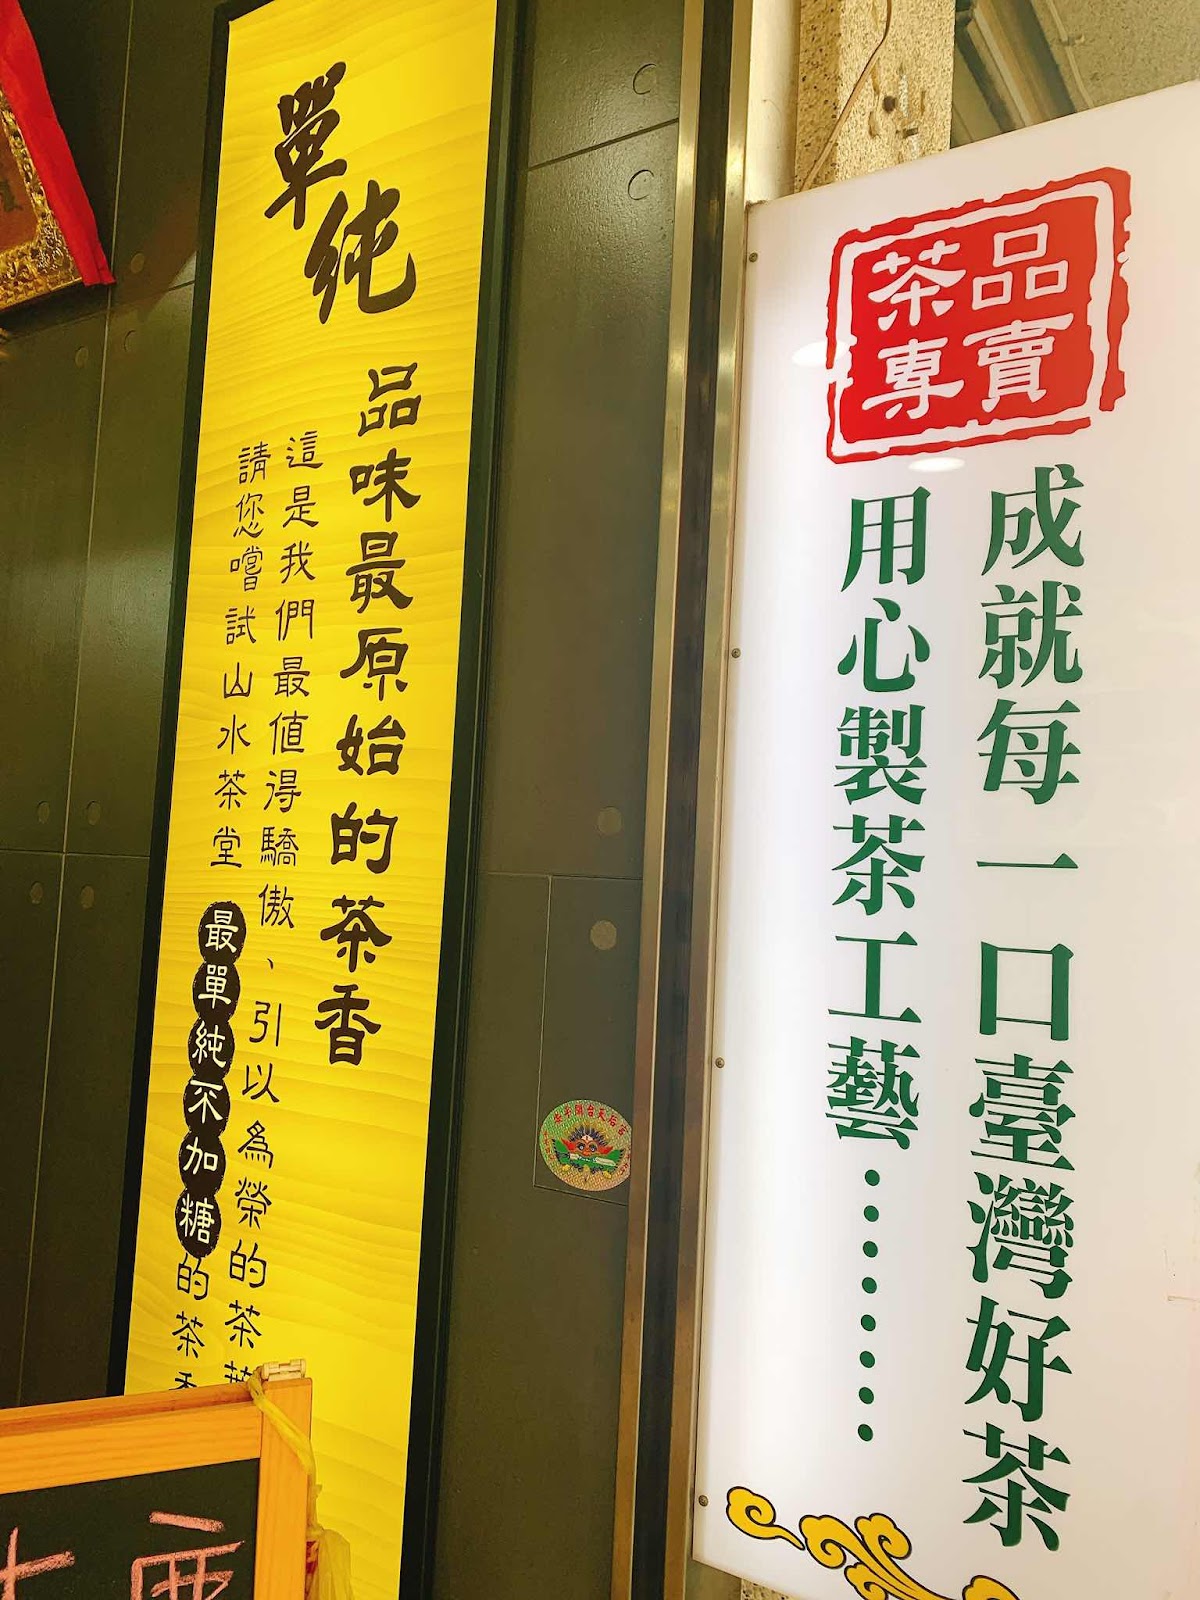 單純
品味最原始的茶香
這是我們最值得驕傲、引以為榮的茶
請您嚐試山水茶堂 最單純不加糖的茶
茶品
專賣
成就每一口臺灣好茶
用心製茶工藝………